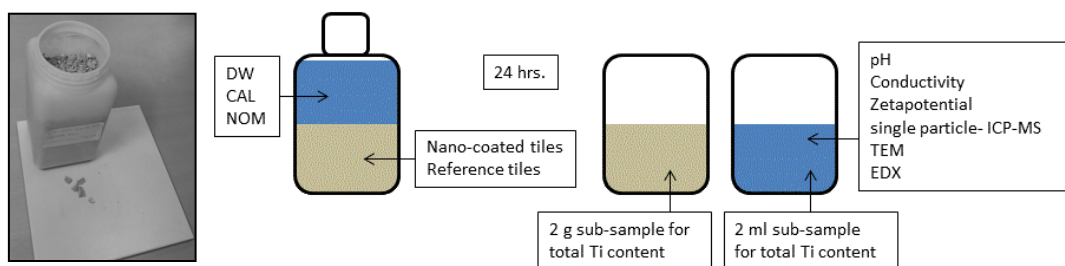 DW
CAL
NOM
24 hrs.
Nano-coated tiles
Reference tiles
pH
Conductivity
Zetapotential
single particle- ICP-MS
TEM
EDX
2 g sub-sample for
total Ti content
2 ml sub-sample
for total Ti content